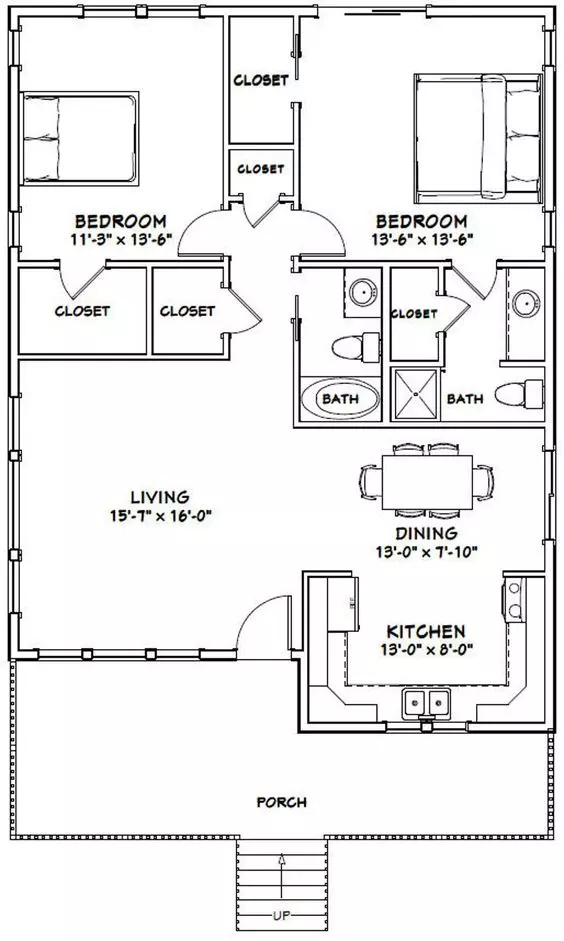 CLOSET
CLOSET
BEDROOM
11'-3" × 13'-6"
BEDROOM
13'-6" × 13'-6"
CLOSET
CLOSET
CLOSET
BATH
BATH
LIVING
15'-7" × 16'-0"
DINING
13'-0" × 7'-10"
REF
KITCHEN
13'-0" × 8'-0"
PORCH
UP